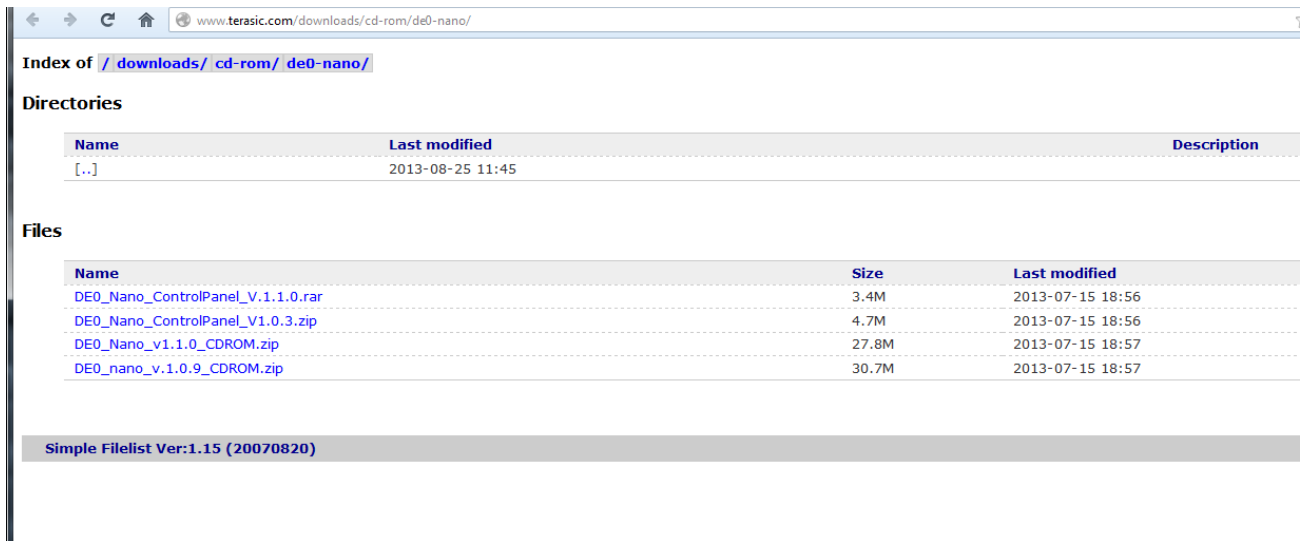 www.terasic.com/downloads/cd-rom/de0-nano/
Index of / downloads/ cd-rom/ de0-nano/
Directories
Name Last modified Description
[..] 2013-08-25 11:45
Files
Name Size Last modified
DE0_Nano_ControlPanel_V.1.1.0.rar 3.4M 2013-07-15 18:56
DE0_Nano_ControlPanel_V1.0.3.zip 4.7M 2013-07-15 18:56
DE0_Nano_v1.1.0_CDROM.zip 27.8M 2013-07-15 18:57
DE0_nano_v.1.0.9_CDROM.zip 30.7M 2013-07-15 18:57
Simple Filelist Ver:1.15 (20070820)